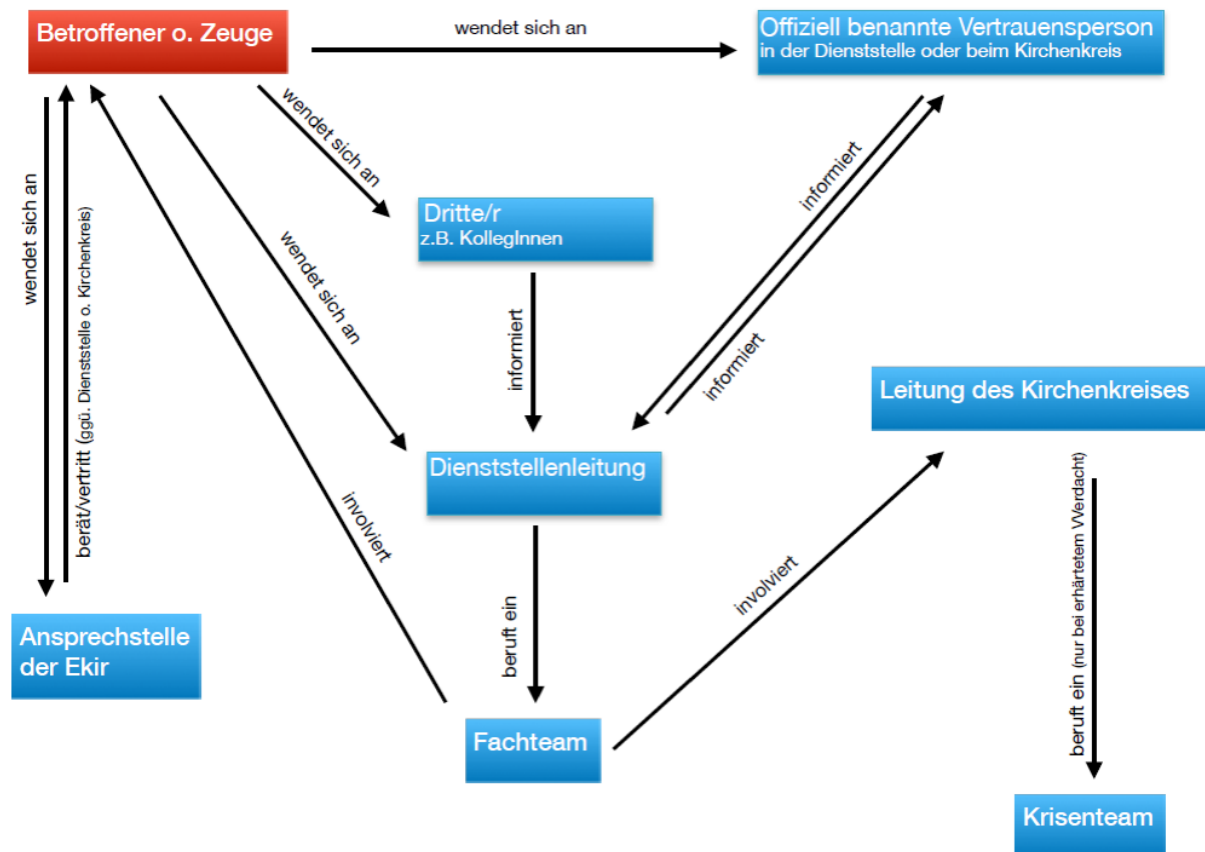 Betroffener o. Zeuge
wendet sich an
Offiziell benannte Vertrauensperson
in der Dienststelle oder beim Kirchenkreis
wendet sich an
wendet sich an
berät/vertritt (ggü. Dienststelle o. Kirchenkreis)
wendet sich an
Dritte/r
z.B. KollegInnen
informiert
informiert
informiert
Leitung des Kirchenkreises
Dienststellenleitung
involviert
beruft ein
involviert
beruft ein (nur bei erhärtetem Verdacht)
Ansprechstelle
der Ekir
Fachteam
Krisenteam